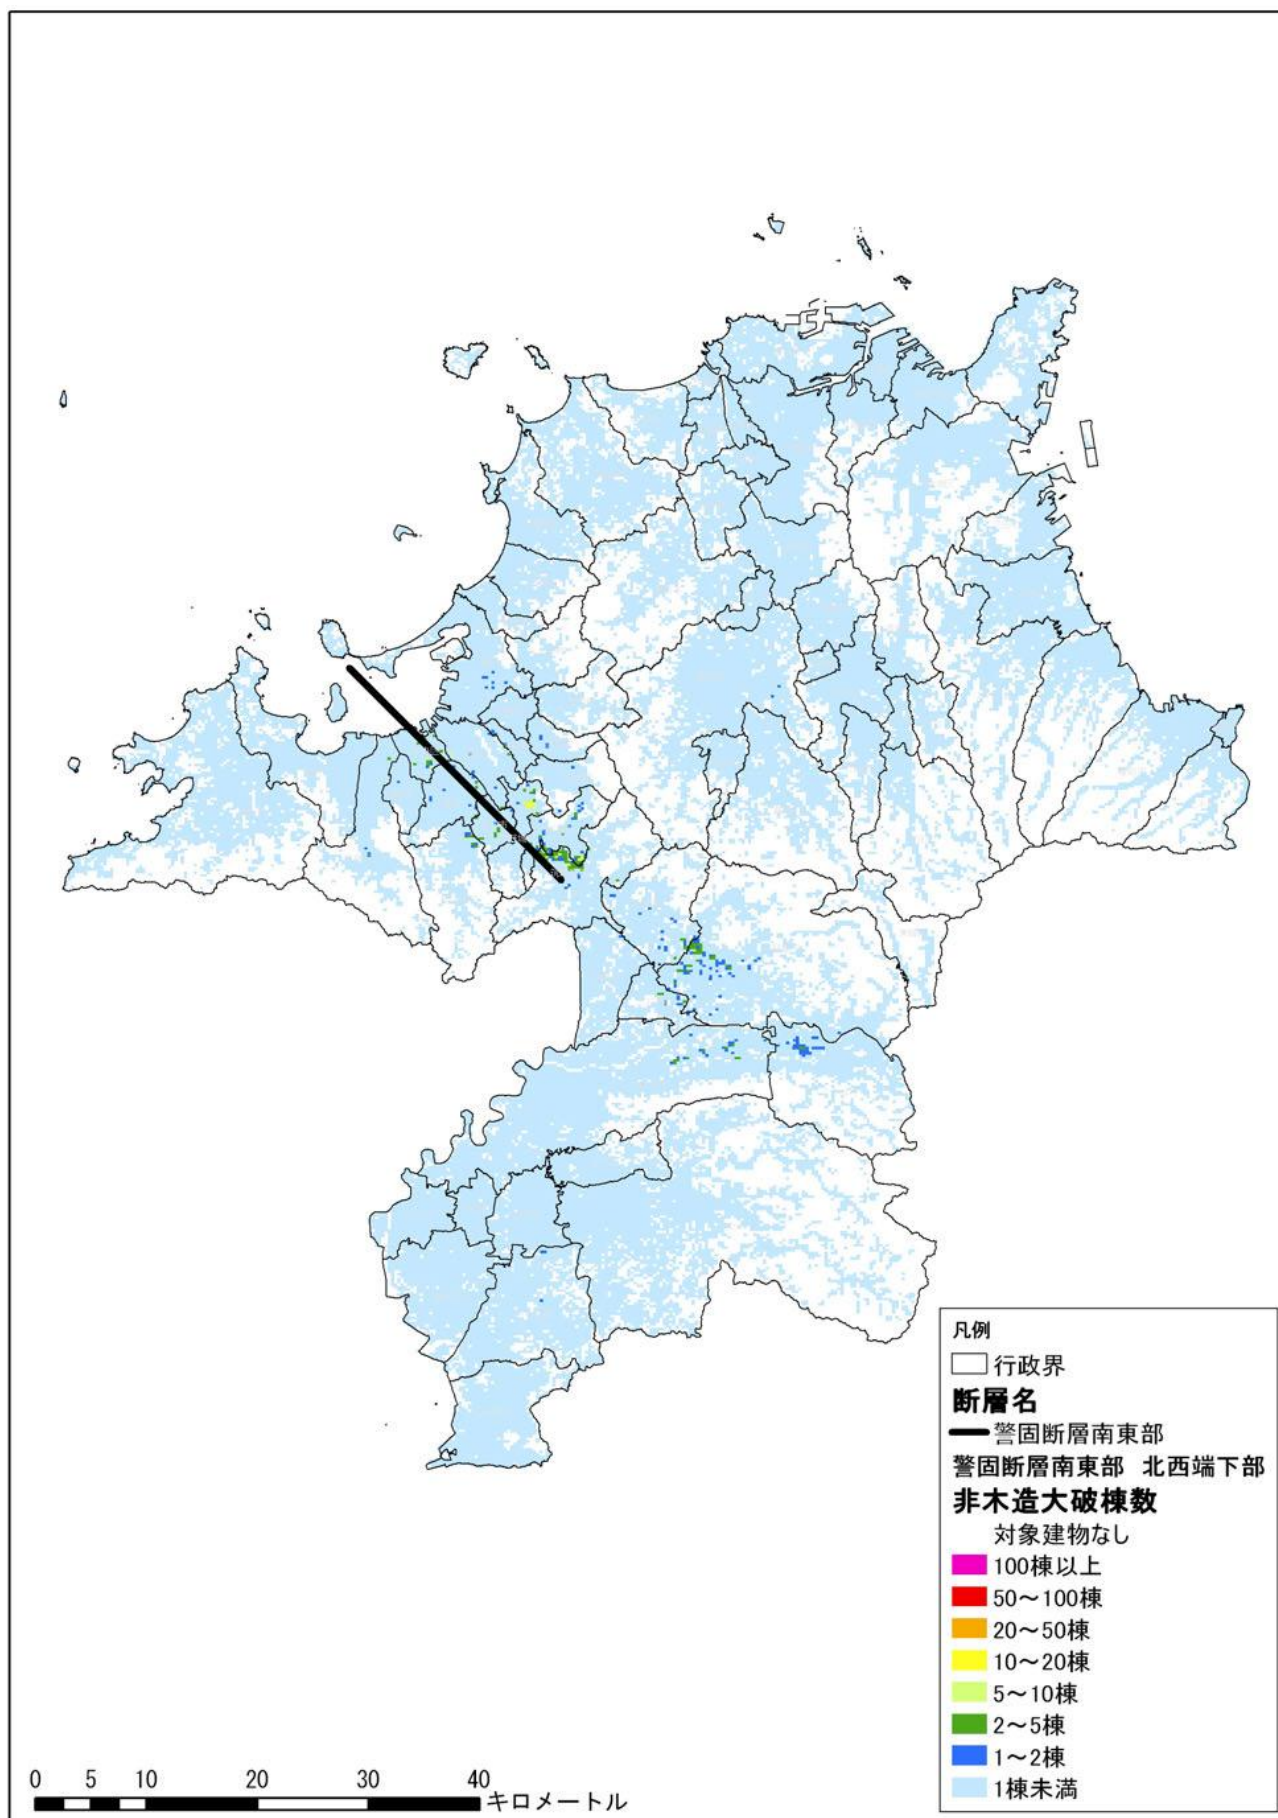 凡例
行政界
断層名
警固断層南東部
警固断層南東部 北西端下部
非木造大破棟数
対象建物なし
100棟以上
50～100棟
20～50棟
10～20棟
5～10棟
2～5棟
1～2棟
1棟未満
0 5 10 20 30 40
キロメートル